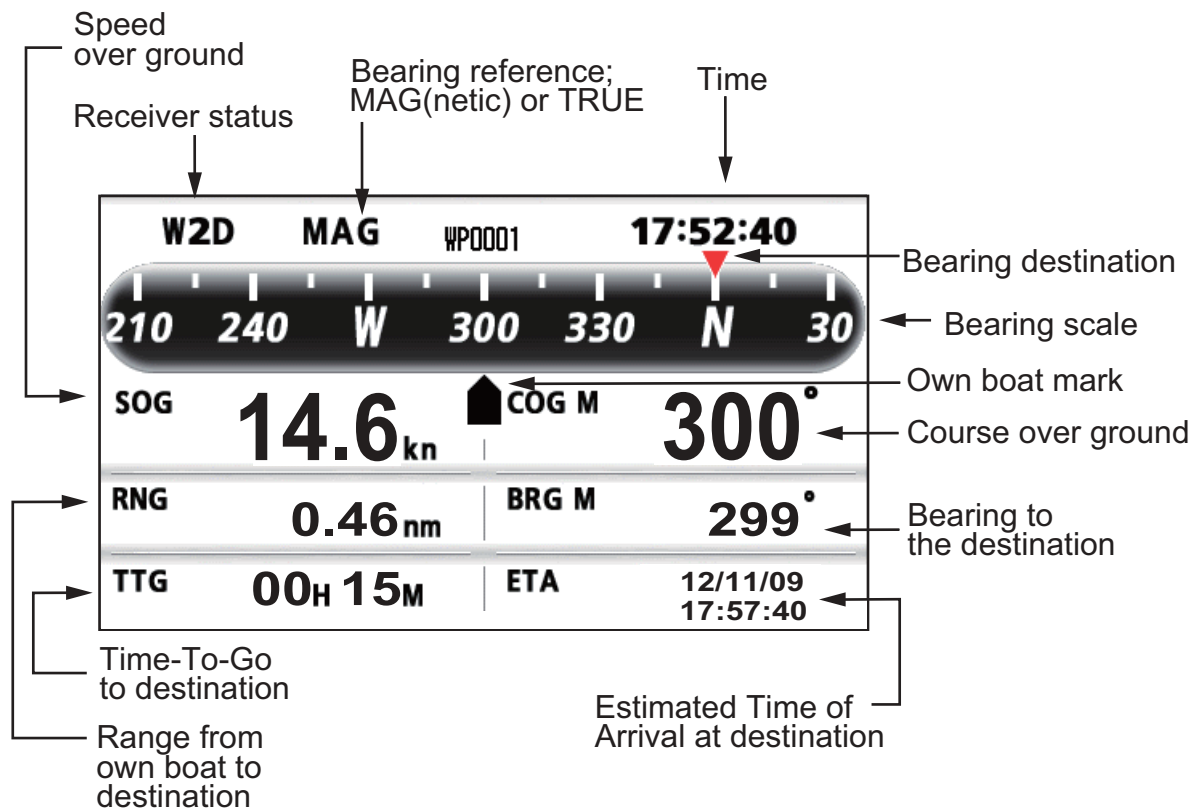 Speed
over ground
Receiver status
Bearing reference;
MAG(netic) or TRUE
Time
W2D MAG WP0001 17:52:40
Bearing destination
210 240 W 300 330 N 30
Bearing scale
Own boat mark
SOG 14.6kn COG M 300°
Course over ground
RNG 0.46nm BRG M 299°
Bearing to
the destination
TTG 00H 15M ETA 12/11/09
17:57:40
Time-To-Go
to destination
Range from
own boat to
destination
Estimated Time of
Arrival at destination